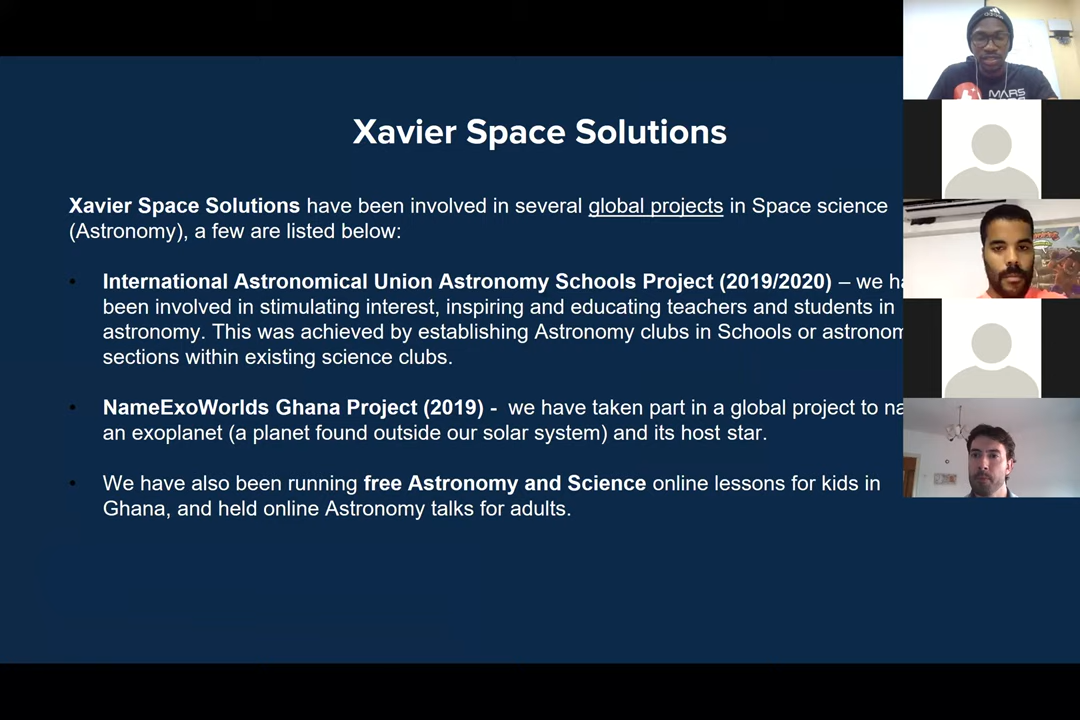 Xavier Space Solutions
Xavier Space Solutions have been involved in several global projects in Space science
(Astronomy), a few are listed below:
• International Astronomical Union Astronomy Schools Project (2019/2020) – we ha
been involved in stimulating interest, inspiring and educating teachers and students in
astronomy. This was achieved by establishing Astronomy clubs in Schools or astronom
sections within existing science clubs.
• NameExoWorlds Ghana Project (2019) - we have taken part in a global project to na
an exoplanet (a planet found outside our solar system) and its host star.
• We have also been running free Astronomy and Science online lessons for kids in
Ghana, and held online Astronomy talks for adults.
adidas
MARS